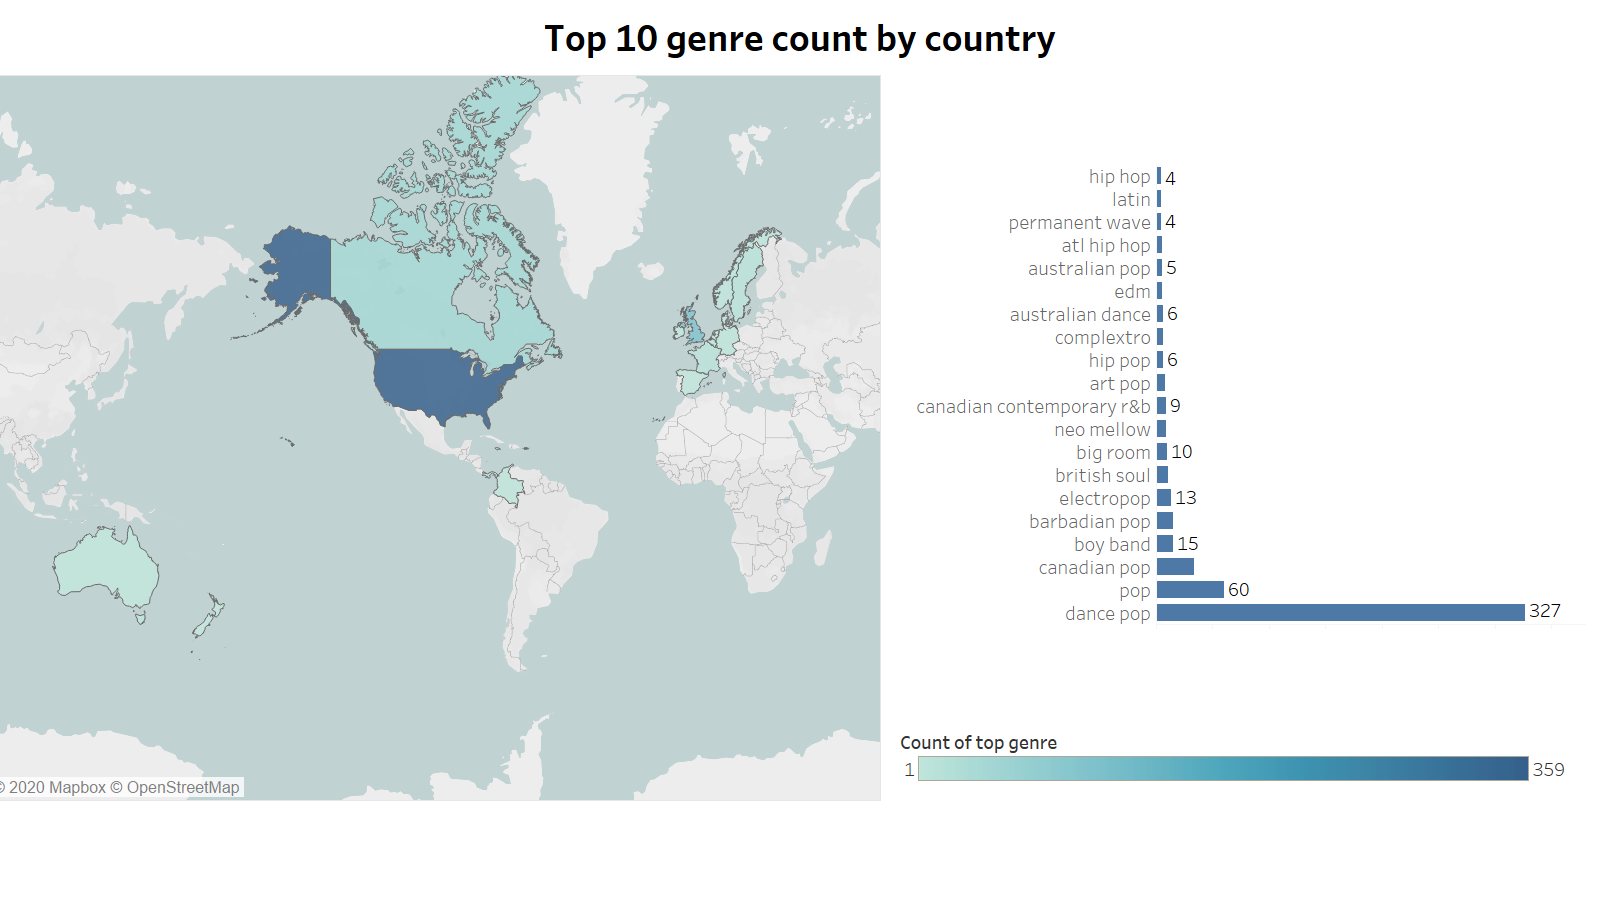 Top 10 genre count by country
hip hop 4
latin
permanent wave 4
atl hip hop
australian pop 5
edm
australian dance 6
complextro
hip pop 6
art pop
canadian contemporary r&b 9
neo mellow
big room 10
british soul
electropop 13
barbadian pop
boy band 15
canadian pop
pop 60
dance pop 327
Count of top genre
1 359
© 2020 Mapbox © OpenStreetMap